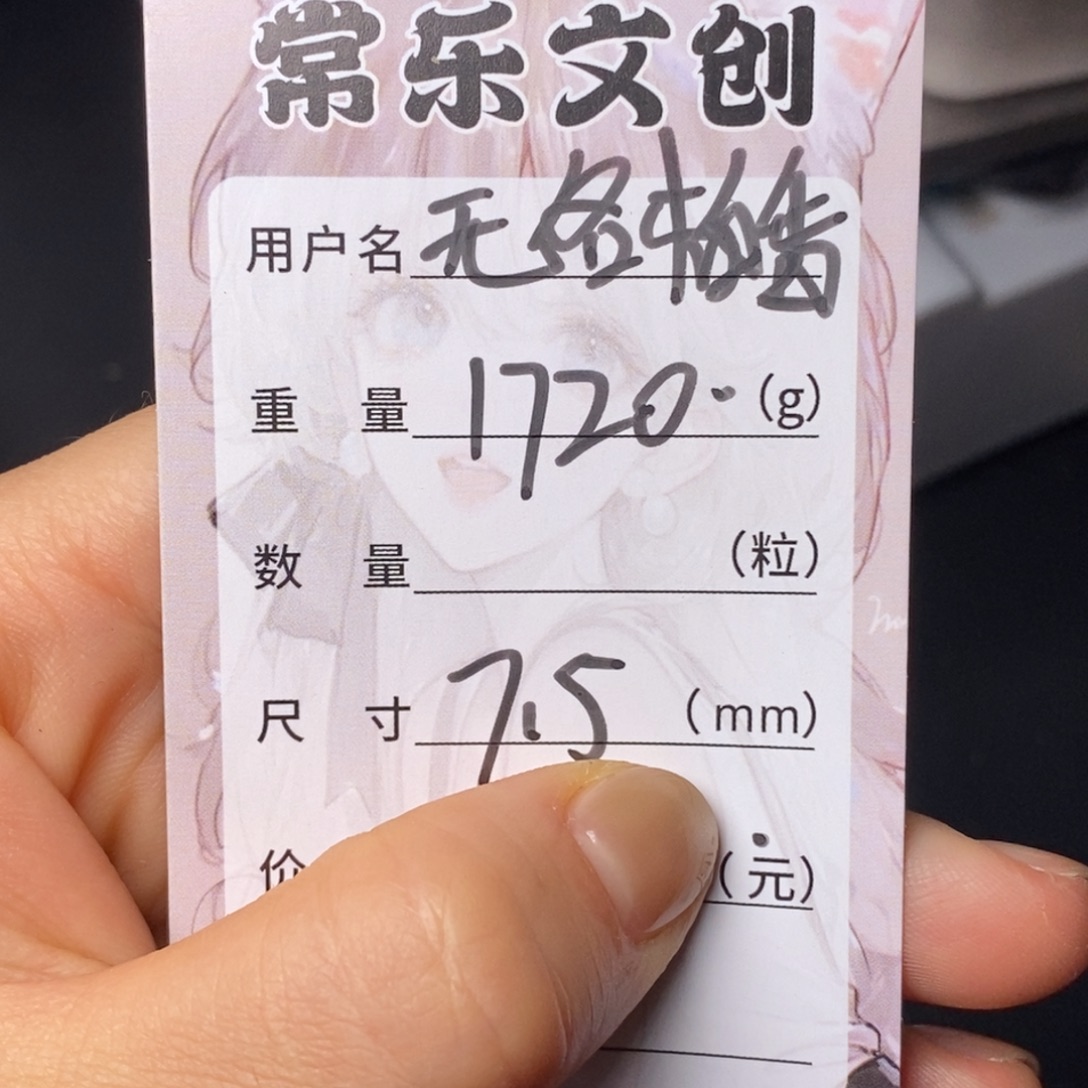 常乐文创
用户名 无名
重量 1720. (g)
数量 (粒)
尺寸 7.5 (mm)
价 (元)